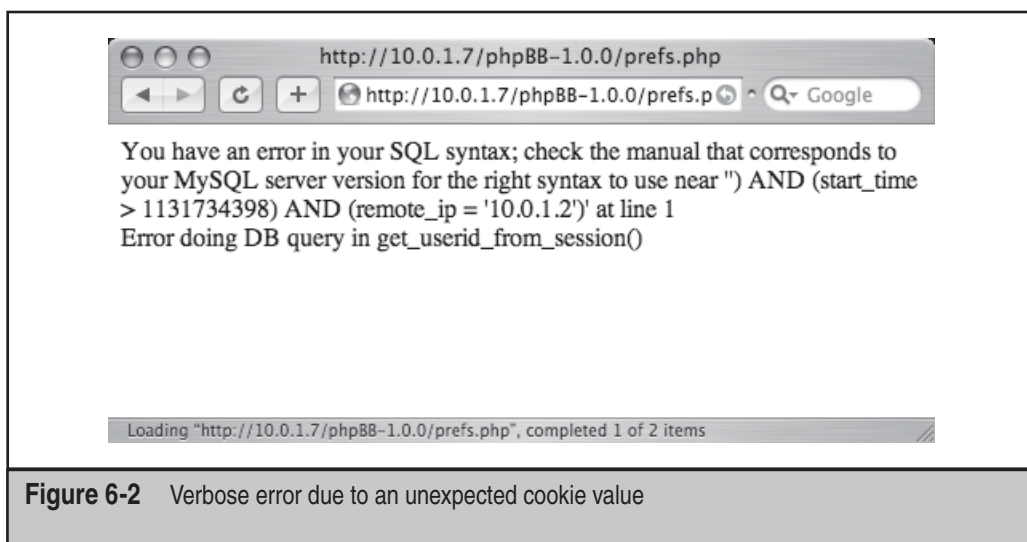 http://10.0.1.7/phpBB-1.0.0/prefs.php
http://10.0.1.7/phpBB-1.0.0/prefs.p
Google
You have an error in your SQL syntax; check the manual that corresponds to
your MySQL server version for the right syntax to use near '') AND (start_time
> 1131734398) AND (remote_ip = '10.0.1.2')' at line 1
Error doing DB query in get_userid_from_session()
Loading "http://10.0.1.7/phpBB-1.0.0/prefs.php", completed 1 of 2 items
Figure 6-2 Verbose error due to an unexpected cookie value